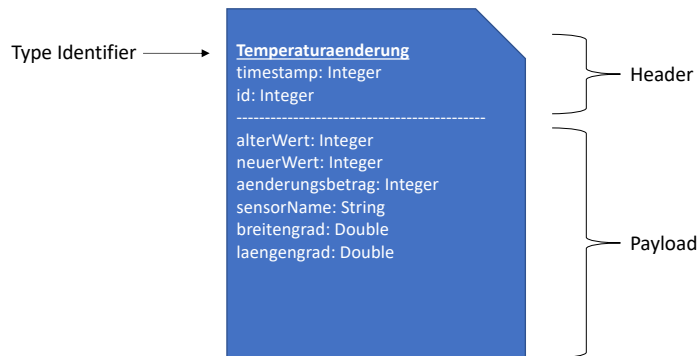 Type Identifier
Temperaturaenderung
timestamp: Integer
id: Integer
--------------------------------------------
alterWert: Integer
neuerWert: Integer
aenderungsbetrag: Integer
sensorName: String
breitengrad: Double
laengengrad: Double
Header
Payload